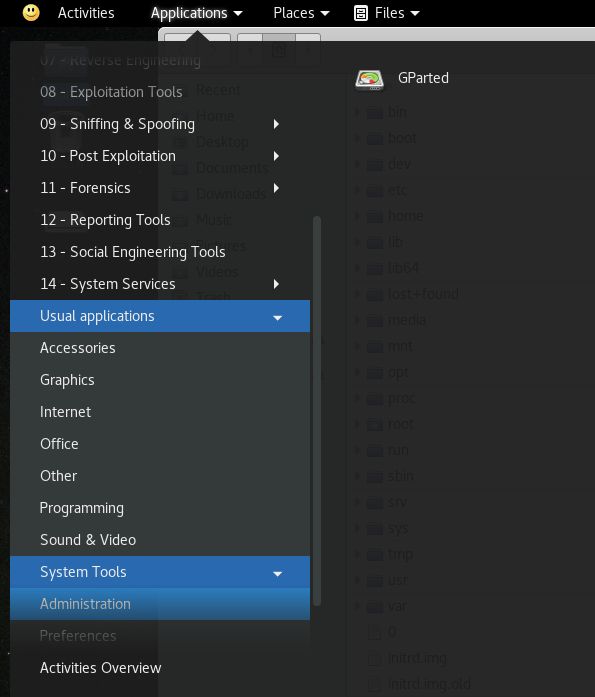 Activities
Applications
Places
Files
07 - Reverse Engineering
08 - Exploitation Tools
09 - Sniffing & Spoofing
10 - Post Exploitation
11 - Forensics
12 - Reporting Tools
13 - Social Engineering Tools
14 - System Services
Usual applications
Accessories
Graphics
Internet
Office
Other
Programming
Sound & Video
System Tools
Administration
Preferences
Activities Overview
GParted
Recent
Home
Desktop
Documents
Downloads
Music
Pictures
Videos
Trash
bin
boot
dev
etc
home
lib
lib64
lost+found
media
mnt
opt
proc
root
run
sbin
srv
sys
tmp
usr
var
0
initrd.img
initrd.img.old